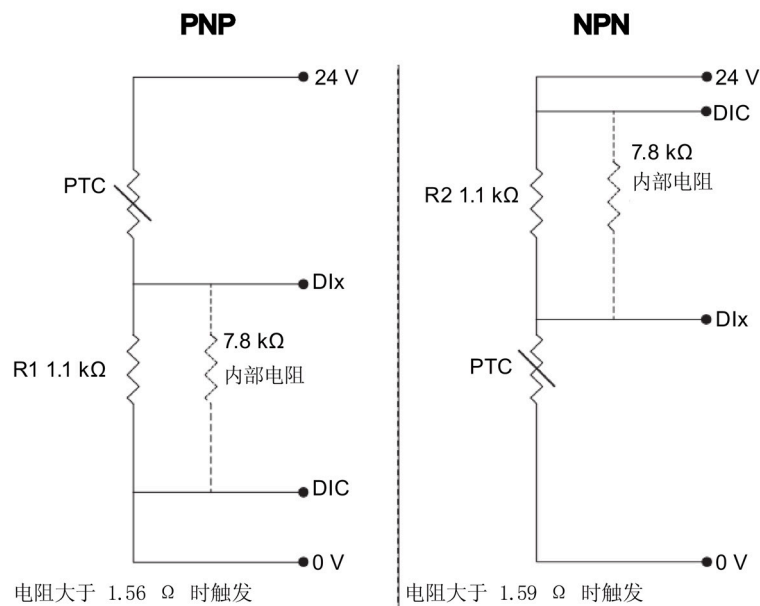 PNP
24 V
PTC
DIx
R1 1.1 kΩ
7.8 kΩ
内部电阻
DIC
0 V
电阻大于 1.56 Ω 时触发
NPN
24 V
DIC
7.8 kΩ
内部电阻
R2 1.1 kΩ
DIx
PTC
0 V
电阻大于 1.59 Ω 时触发